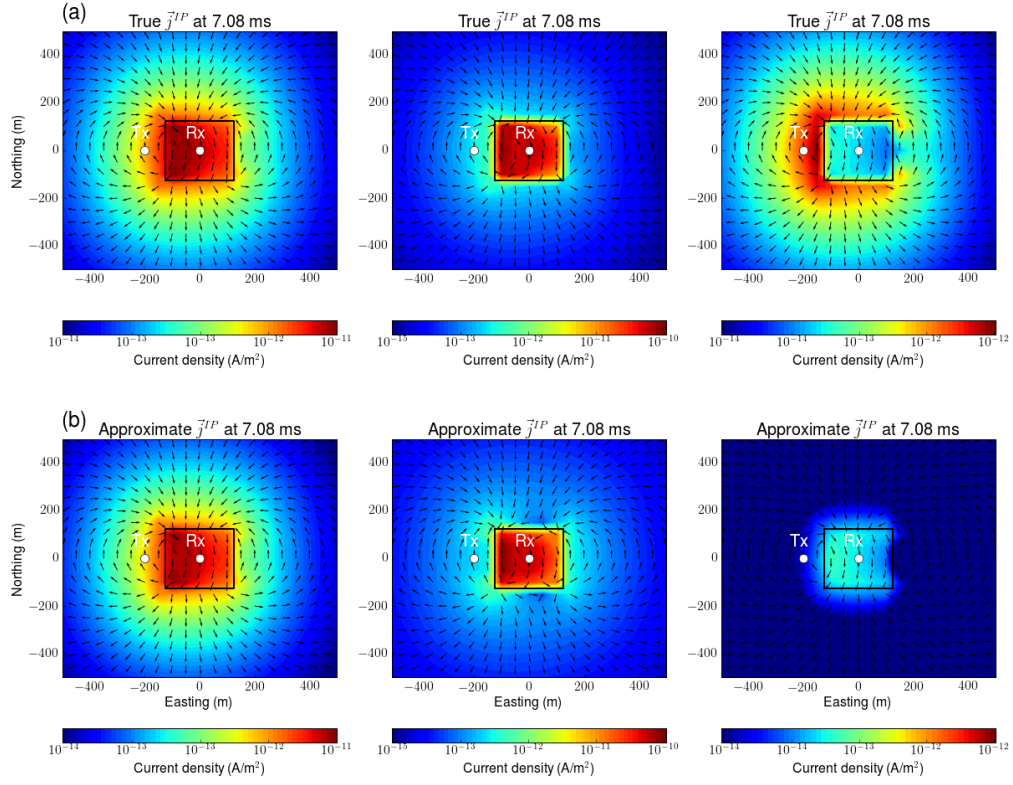 (a)
True j⃗ᴵᴾ at 7.08 ms True j⃗ᴵᴾ at 7.08 ms True j⃗ᴵᴾ at 7.08 ms
Northing (m)
400 200 0 −200 −400
Tx Rx Tx Rx Tx Rx
−400 −200 0 200 400 −400 −200 0 200 400 −400 −200 0 200 400
10⁻¹⁴ 10⁻¹³ 10⁻¹³ 10⁻¹² 10⁻¹¹ 10⁻¹⁵ 10⁻¹³ 10⁻¹² 10⁻¹¹ 10⁻¹⁰ 10⁻¹⁴ 10⁻¹⁴ 10⁻¹³ 10⁻¹² 10⁻¹²
Current density (A/m²) Current density (A/m²) Current density (A/m²)
(b)
Approximate j⃗ᴵᴾ at 7.08 ms Approximate j⃗ᴵᴾ at 7.08 ms Approximate j⃗ᴵᴾ at 7.08 ms
Northing (m)
400 200 0 −200 −400
Tx Rx Tx Rx Tx Rx
−400 −200 0 200 400 −400 −200 0 200 400 −400 −200 0 200 400
Easting (m) Easting (m) Easting (m)
10⁻¹⁴ 10⁻¹³ 10⁻¹³ 10⁻¹² 10⁻¹¹ 10⁻¹⁵ 10⁻¹³ 10⁻¹² 10⁻¹¹ 10⁻¹⁰ 10⁻¹⁴ 10⁻¹⁴ 10⁻¹³ 10⁻¹² 10⁻¹²
Current density (A/m²) Current density (A/m²) Current density (A/m²)